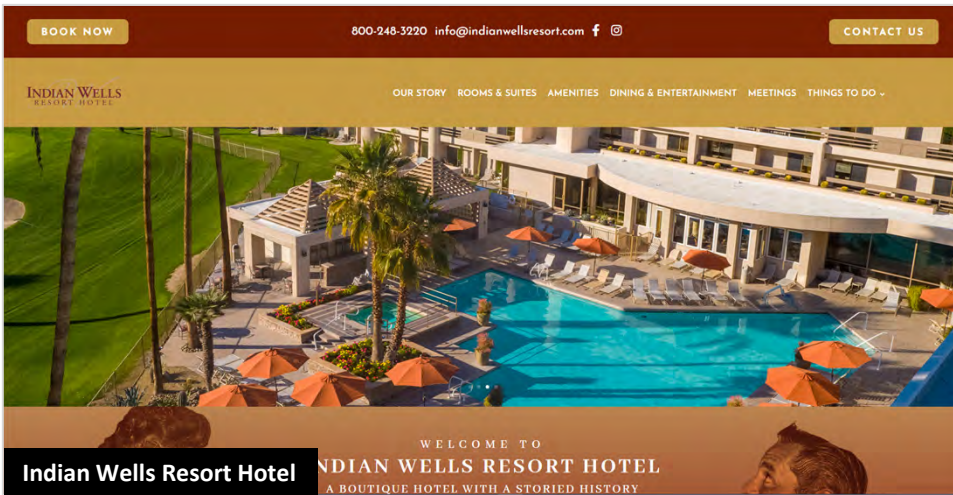 BOOK NOW
800-248-3220 info@indianwellsresort.com
CONTACT US
INDIAN WELLS
RESORT HOTEL
OUR STORY ROOMS & SUITES AMENITIES DINING & ENTERTAINMENT MEETINGS THINGS TO DO
WELCOME TO
NDIAN WELLS RESORT HOTEL
A BOUTIQUE HOTEL WITH A STORIED HISTORY
Indian Wells Resort Hotel